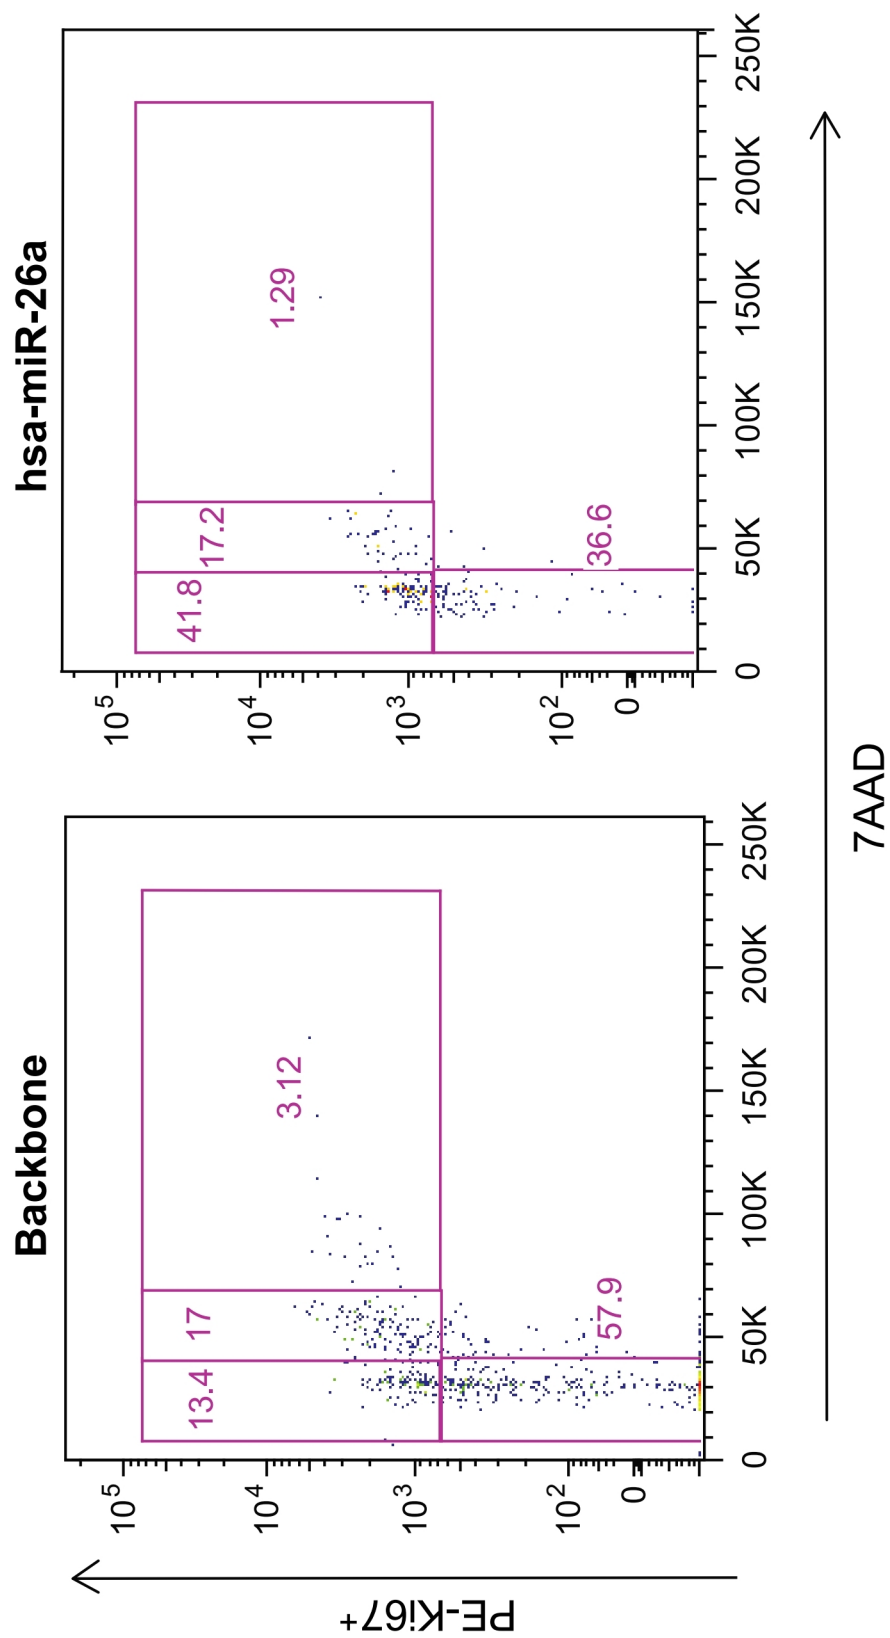 Backbone
hsa-miR-26a
PE-Ki67+
10^5
10^4
10^3
10^2
0
13.4
17
3.12
57.9
0
50K
100K
150K
200K
250K
10^5
10^4
10^3
10^2
0
41.8
17.2
1.29
36.6
0
50K
100K
150K
200K
250K
7AAD